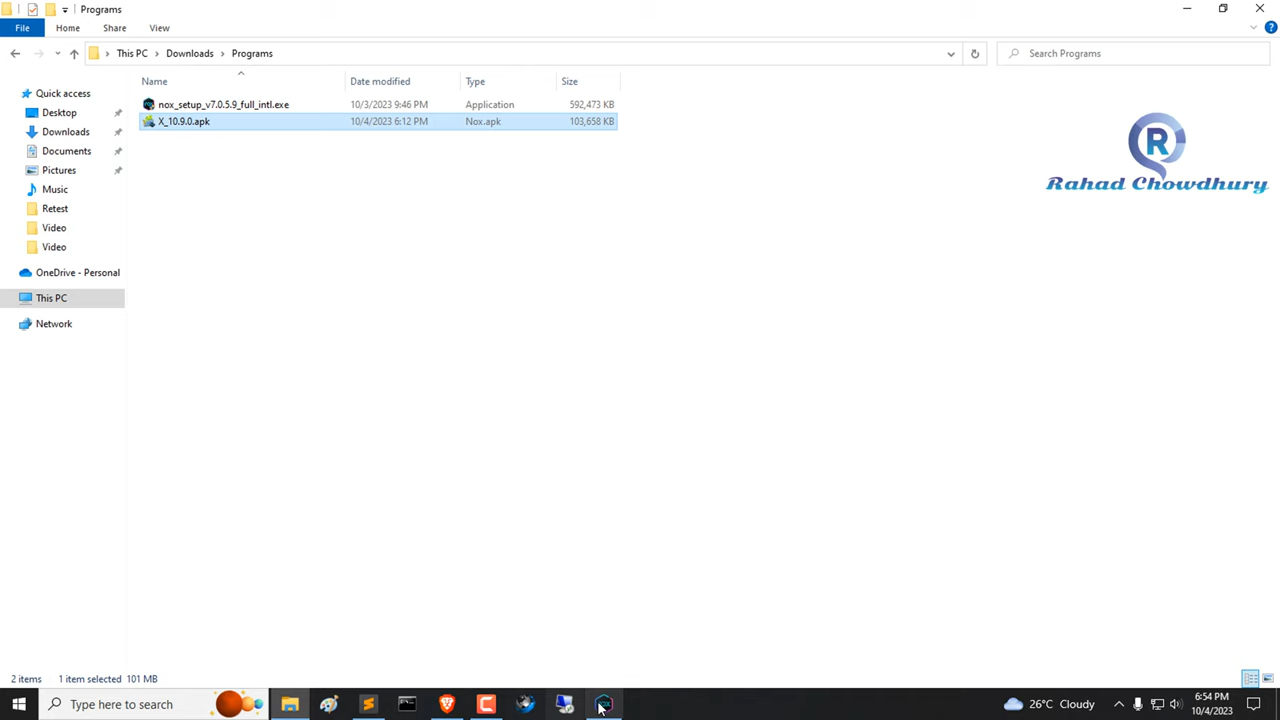 Programs
File Home Share View
This PC Downloads Programs
Search Programs
Name Date modified Type Size
Quick access
nox_setup_v7.0.5.9_full_intl.exe 10/3/2023 9:46 PM Application 592,473 KB
Desktop
X_10.9.0.apk 10/4/2023 6:12 PM Nox.apk 103,658 KB
Downloads
Documents
Pictures
Music
Retest
Video
Video
OneDrive - Personal
This PC
Network
R
Rahad Chowdhury
2 items 1 item selected 101 MB
Type here to search
26°C Cloudy
6:54 PM
10/4/2023